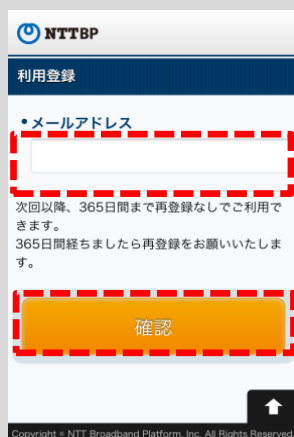 NTTBP
利用登録
•メールアドレス
次回以降、365日間まで再登録なしでご利用で
きます。
365日間経ちましたら再登録をお願いいたしま
す。
確認
Copyright © NTT Broadband Platform, Inc. All Rights Reserved.